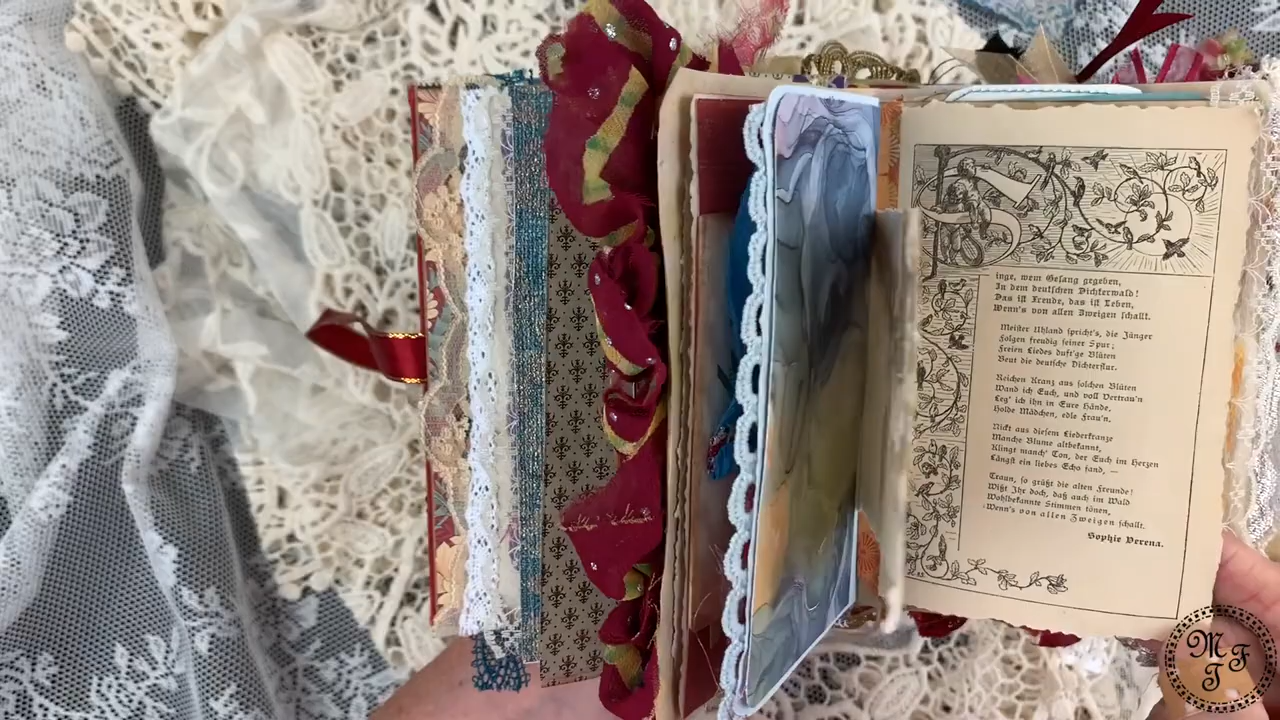 inge, wem Gesang gegeben,
In dem deutschen Dichterwald!
Das ist Freude, das ist Leben,
Wenn's von allen Zweigen schallt.
Meister Uhland spricht's, die Jünger
Folgen freudig seiner Spur;
Freien Liedes duft'ge Blüten
Beut die deutsche Dichterflur.
Reichen Kranz aus solchen Blüten
Wand ich Euch, und voll Vertrau'n
Leg' ich ihn in Eure Hände,
Holde Mädchen, edle Frau'n.
Nickt aus diesem Liederkranze
Manche Blume altbekannt,
Klingt manch' Ton, der Euch im Herzen
Längst ein liebes Echo fand, —
Traun, so grüßt die alten Freunde!
Wißt Ihr doch, daß auch im Wald
Wohlbekannte Stimmen tönen,
Wenn's von allen Zweigen schallt.
Sophie Verena.
MFTF